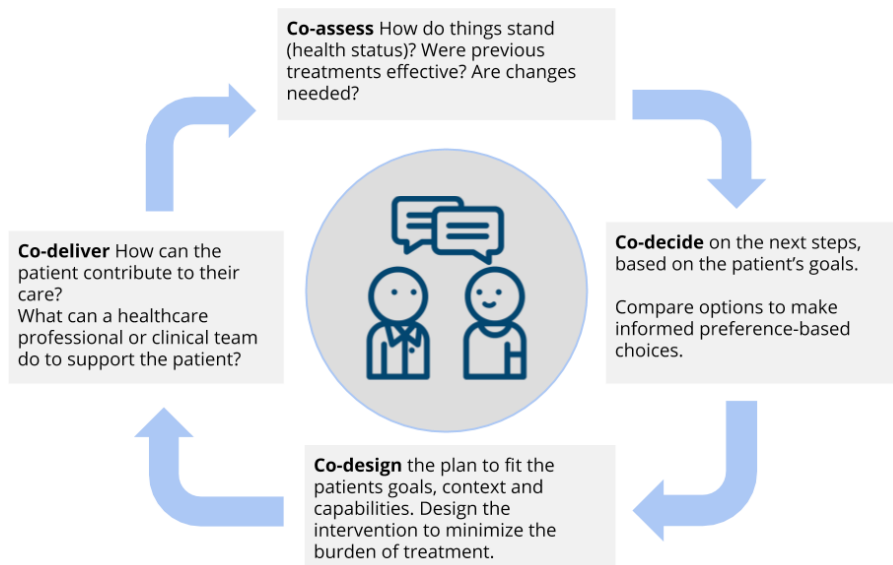 Co-assess How do things stand
(health status)? Were previous
treatments effective? Are changes
needed?
Co-decide on the next steps,
based on the patient’s goals.
Compare options to make
informed preference-based
choices.
Co-design the plan to fit the
patients goals, context and
capabilities. Design the
intervention to minimize the
burden of treatment.
Co-deliver How can the
patient contribute to their
care?
What can a healthcare
professional or clinical team
do to support the patient?